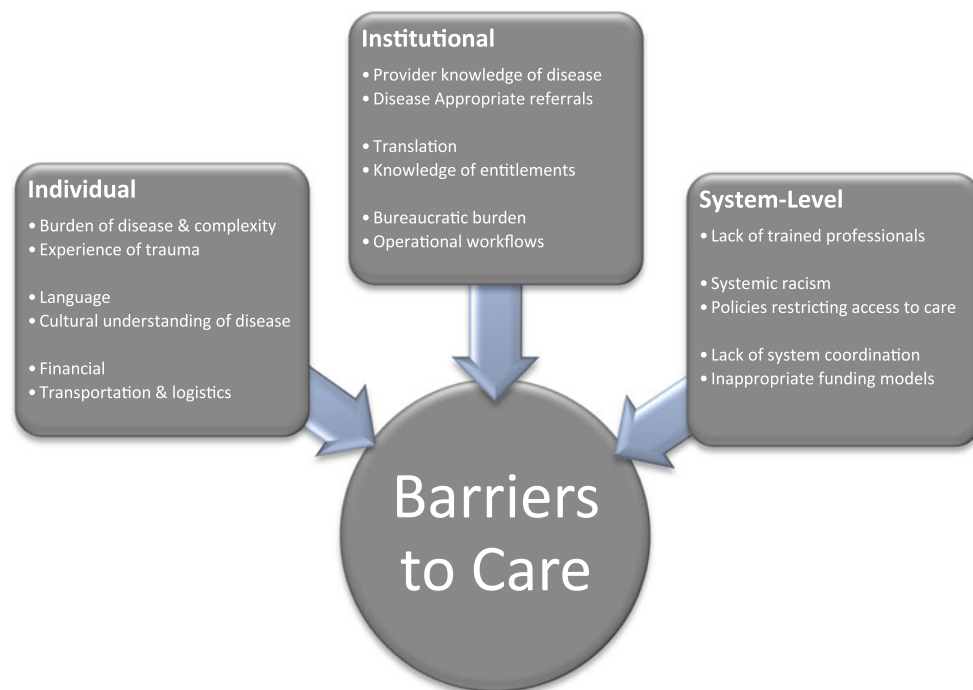 Individual
• Burden of disease & complexity
• Experience of trauma
• Language
• Cultural understanding of disease
• Financial
• Transportation & logistics
Institutional
• Provider knowledge of disease
• Disease Appropriate referrals
• Translation
• Knowledge of entitlements
• Bureaucratic burden
• Operational workflows
System-Level
• Lack of trained professionals
• Systemic racism
• Policies restricting access to care
• Lack of system coordination
• Inappropriate funding models
Barriers
to Care